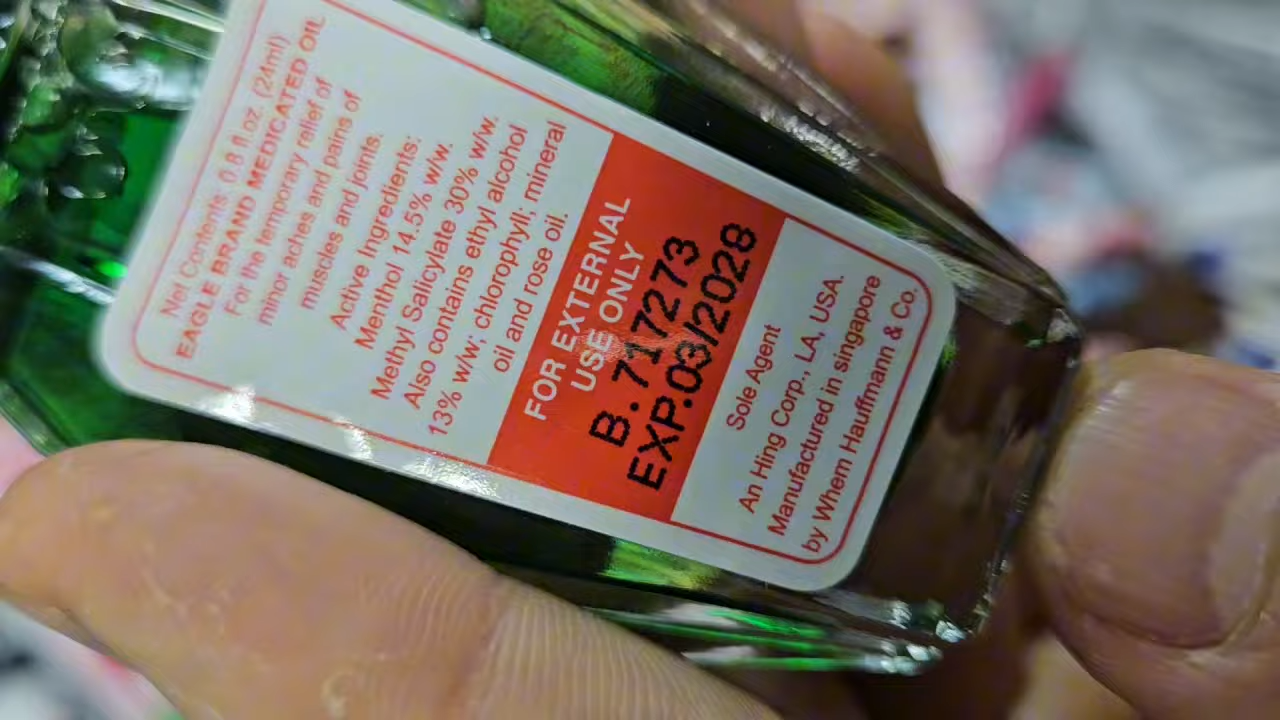 Net Contents 0.8 fl.oz. (24ml)
EAGLE BRAND MEDICATED OIL
For the temporary relief of
minor aches and pains of
muscles and joints.
Active Ingredients:
Menthol 14.5% w/w.
Methyl Salicylate 30% w/w.
Also contains ethyl alcohol
13% w/w; chlorophyll; mineral
oil and rose oil.
FOR EXTERNAL
USE ONLY
B. 717273
EXP.03/2028
Sole Agent
An Hing Corp., LA, USA.
Manufactured in singapore
by Whem Hauffmann & Co.